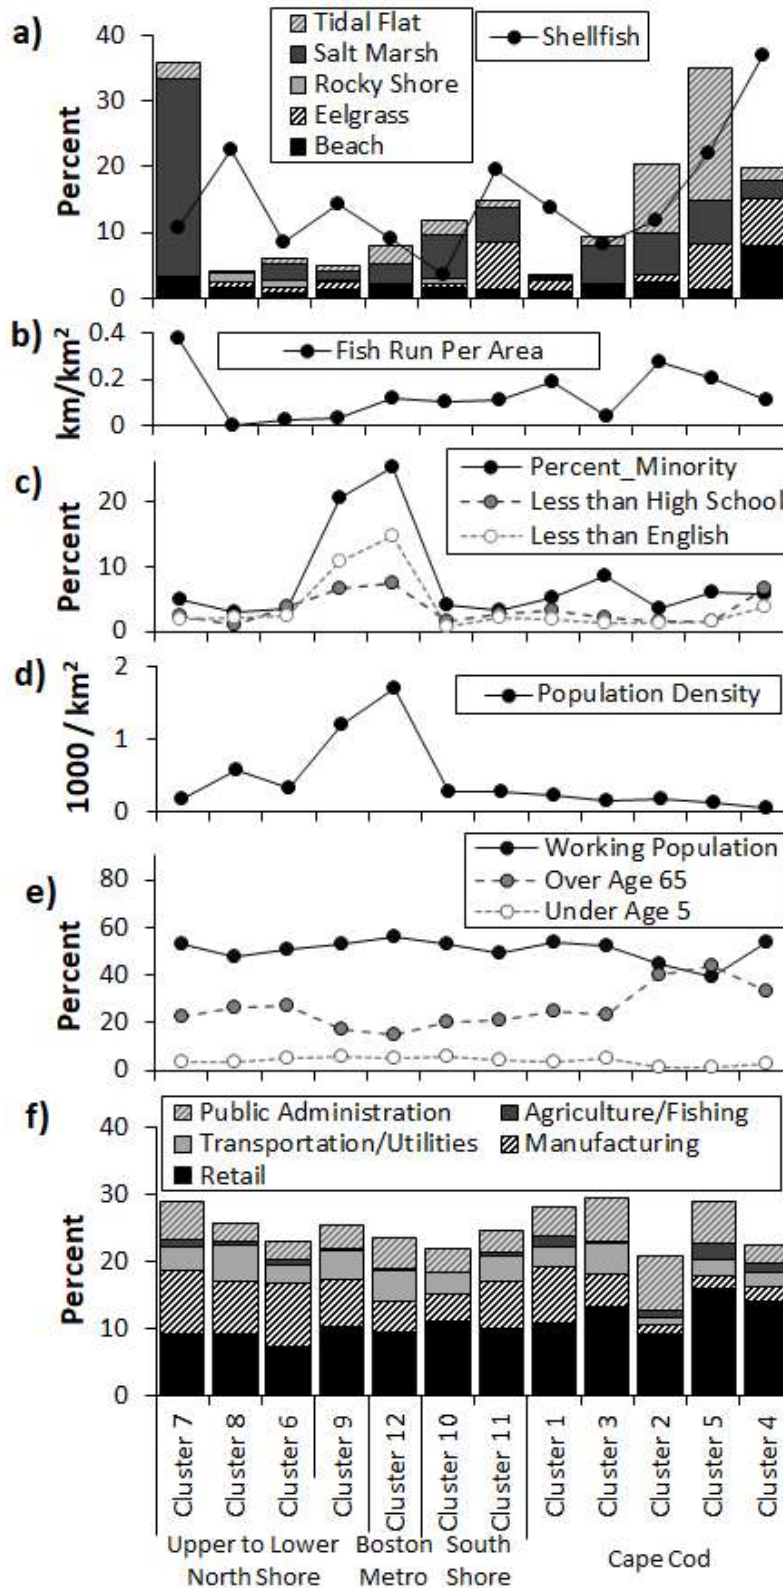 a)
Tidal Flat
Salt Marsh
Rocky Shore
Eelgrass
Beach
Shellfish
Percent
40
30
20
10
0
b)
Fish Run Per Area
km/km²
0.4
0.2
0
c)
Percent_Minority
Less than High School
Less than English
Percent
20
10
0
d)
Population Density
1000 / km²
2
1
0
e)
Working Population
Over Age 65
Under Age 5
Percent
80
60
40
20
0
f)
Public Administration
Agriculture/Fishing
Transportation/Utilities
Manufacturing
Retail
Percent
40
30
20
10
0
Cluster 7
Cluster 8
Cluster 6
Cluster 9
Cluster 12
Cluster 10
Cluster 11
Cluster 1
Cluster 3
Cluster 2
Cluster 5
Cluster 4
Upper to Lower
North Shore
Boston
Metro
South
Shore
Cape Cod